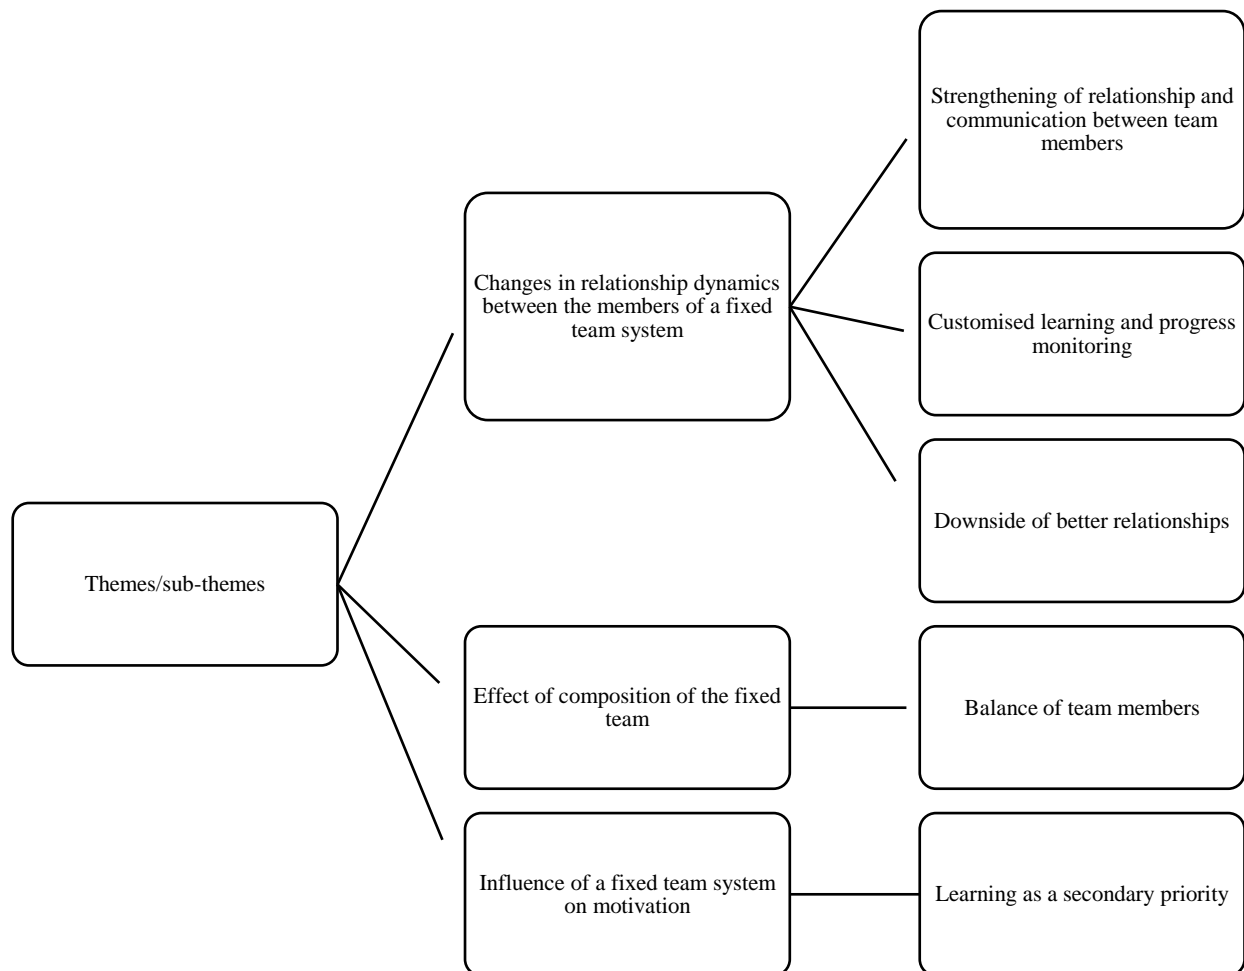 Themes/sub-themes
Changes in relationship dynamics
between the members of a fixed
team system
Strengthening of relationship and
communication between team
members
Customised learning and progress
monitoring
Downside of better relationships
Effect of composition of the fixed
team
Balance of team members
Influence of a fixed team system
on motivation
Learning as a secondary priority